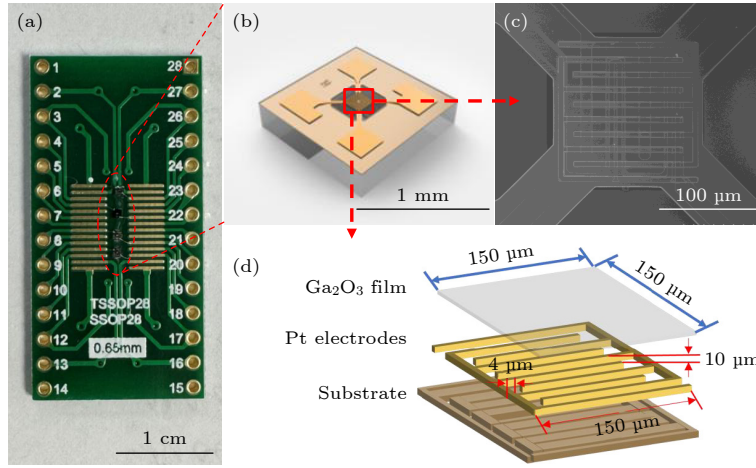 (a)
1
2
3
4
5
6
7
8
9
10
11
12
13
14
28
27
26
25
24
23
22
21
20
19
18
17
16
15
TSSOP28
SSOP28
0.65mm
1 cm
(b)
1 mm
(c)
100 µm
(d)
150 µm
150 µm
Ga₂O₃ film
Pt electrodes
4 µm
10 µm
Substrate
150 µm